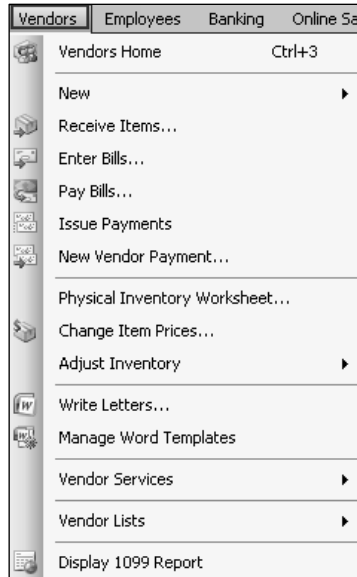 Vendors Employees Banking Online Sa
Vendors Home Ctrl+3
New
Receive Items...
Enter Bills...
Pay Bills...
Issue Payments
New Vendor Payment...
Physical Inventory Worksheet...
Change Item Prices...
Adjust Inventory
Write Letters...
Manage Word Templates
Vendor Services
Vendor Lists
Display 1099 Report